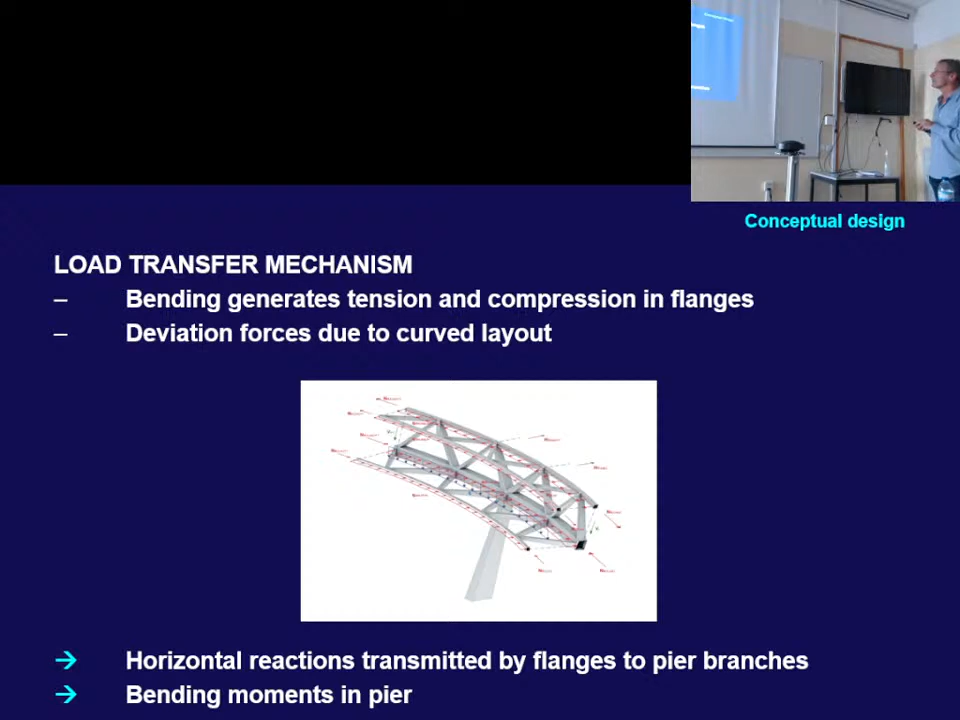 Conceptual design
LOAD TRANSFER MECHANISM
– Bending generates tension and compression in flanges
– Deviation forces due to curved layout
→ Horizontal reactions transmitted by flanges to pier branches
→ Bending moments in pier